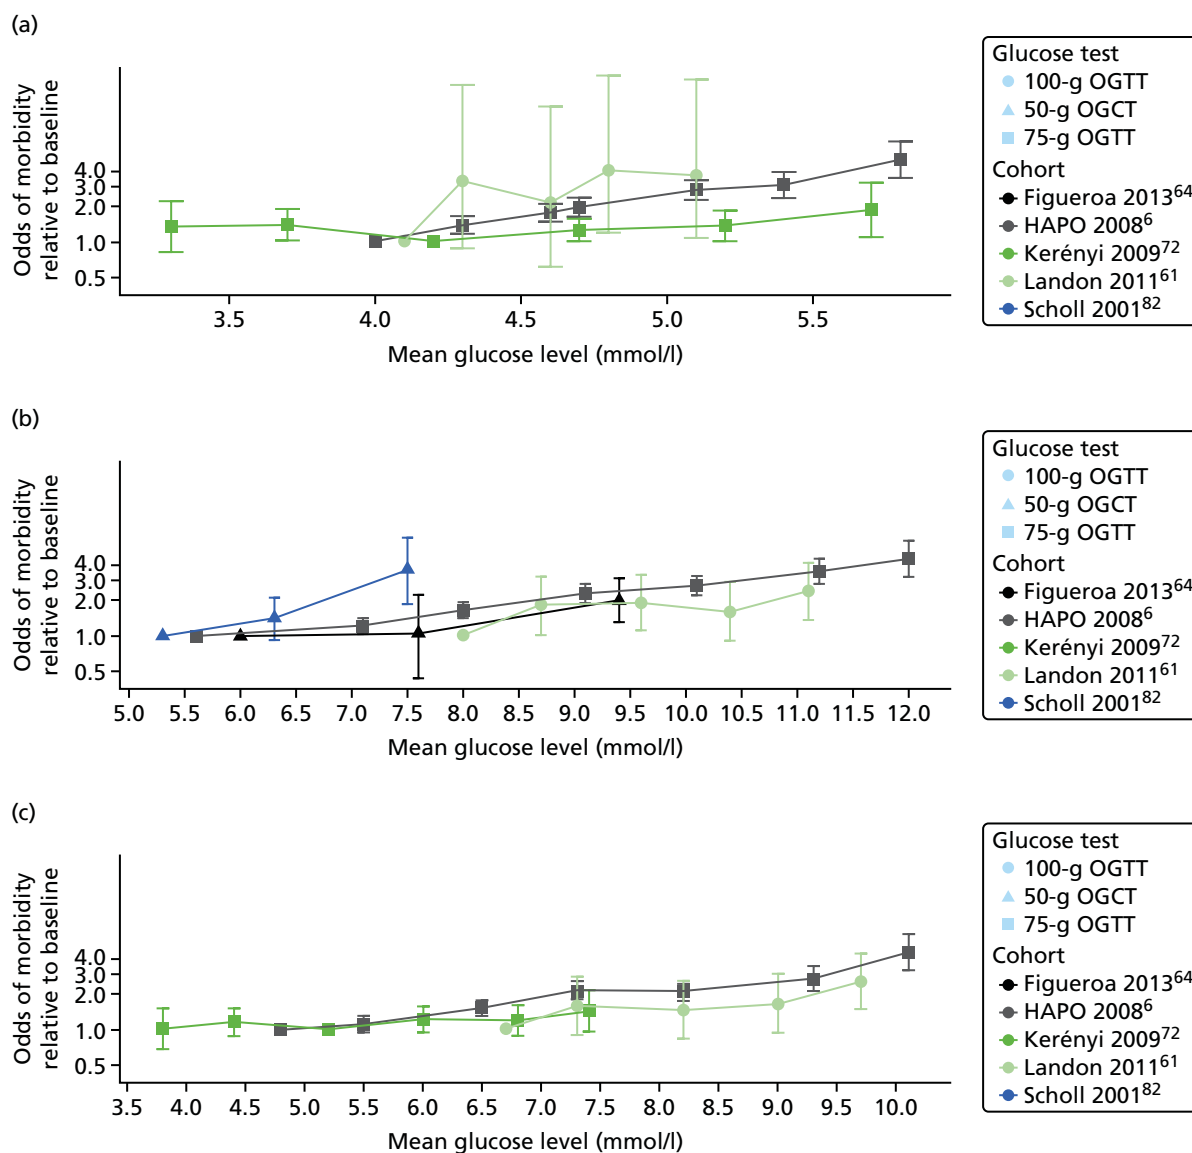 (a)
Odds of morbidity
relative to baseline
4.0
3.0
2.0
1.0
0.5
3.5 4.0 4.5 5.0 5.5
Mean glucose level (mmol/l)
Glucose test
100-g OGTT
50-g OGCT
75-g OGTT
Cohort
Figueroa 2013⁶⁴
HAPO 2008⁶
Kerényi 2009⁷²
Landon 2011⁶¹
Scholl 2001⁸²
(b)
Odds of morbidity
relative to baseline
4.0
3.0
2.0
1.0
0.5
5.0 5.5 6.0 6.5 7.0 7.5 8.0 8.5 9.0 9.5 10.0 10.5 11.0 11.5 12.0
Mean glucose level (mmol/l)
Glucose test
100-g OGTT
50-g OGCT
75-g OGTT
Cohort
Figueroa 2013⁶⁴
HAPO 2008⁶
Kerényi 2009⁷²
Landon 2011⁶¹
Scholl 2001⁸²
(c)
Odds of morbidity
relative to baseline
4.0
3.0
2.0
1.0
0.5
3.5 4.0 4.5 5.0 5.5 6.0 6.5 7.0 7.5 8.0 8.5 9.0 9.5 10.0
Mean glucose level (mmol/l)
Glucose test
100-g OGTT
50-g OGCT
75-g OGTT
Cohort
Figueroa 2013⁶⁴
HAPO 2008⁶
Kerényi 2009⁷²
Landon 2011⁶¹
Scholl 2001⁸²